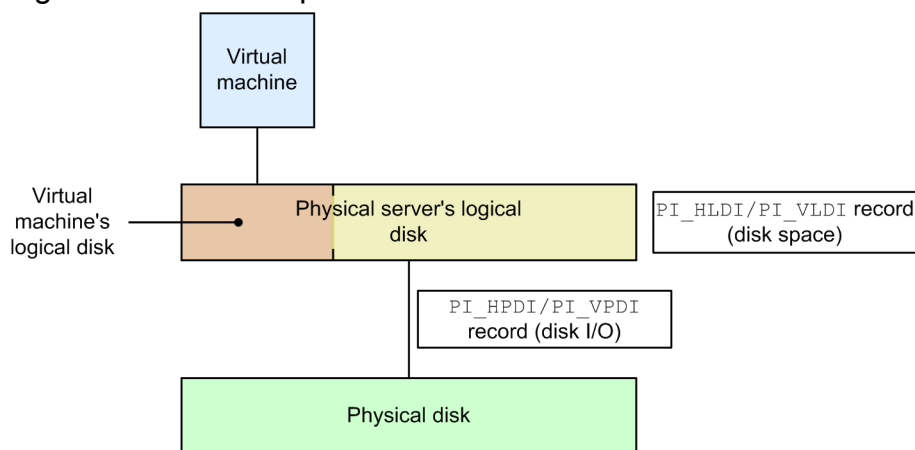 Virtual
machine
Virtual
machine's
logical disk
Physical server's logical
disk
PI_HLDI/PI_VLDI record
(disk space)
PI_HPDI/PI_VPDI
record (disk I/O)
Physical disk